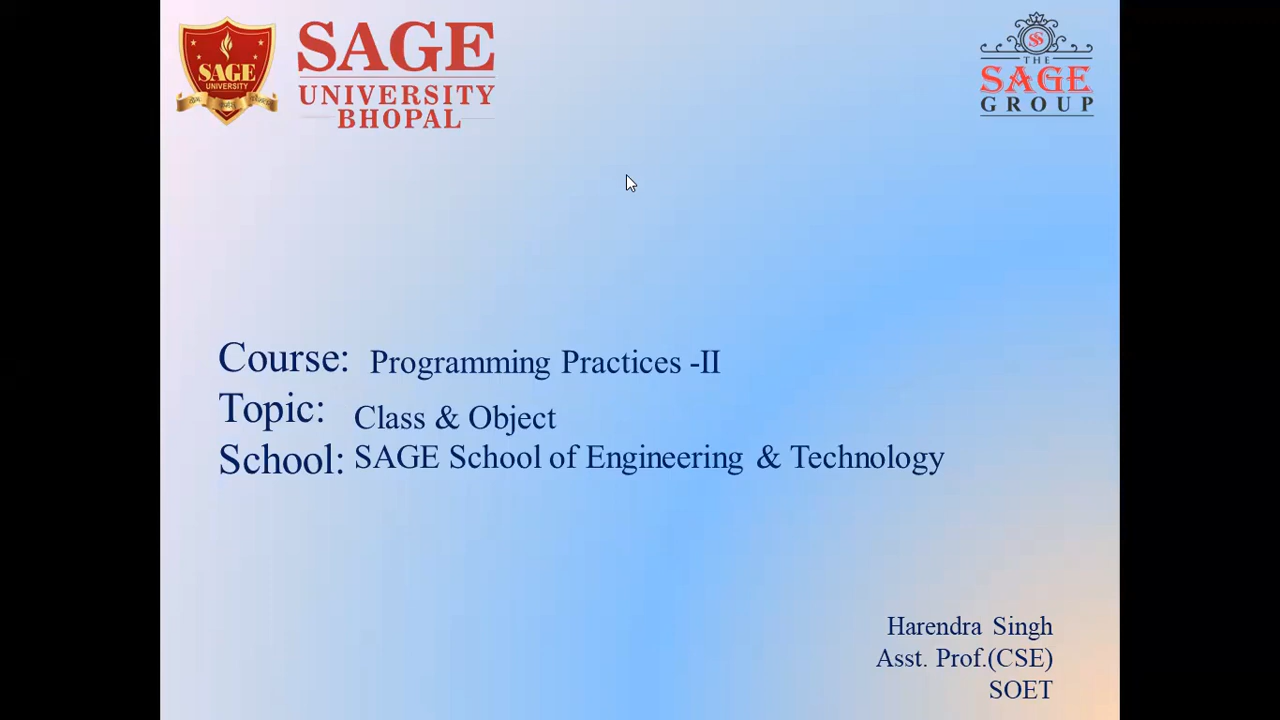 SAGE
UNIVERSITY
SAGE
UNIVERSITY
BHOPAL
THE
SAGE
GROUP
Course: Programming Practices -II
Topic: Class & Object
School: SAGE School of Engineering & Technology
Harendra Singh
Asst. Prof.(CSE)
SOET